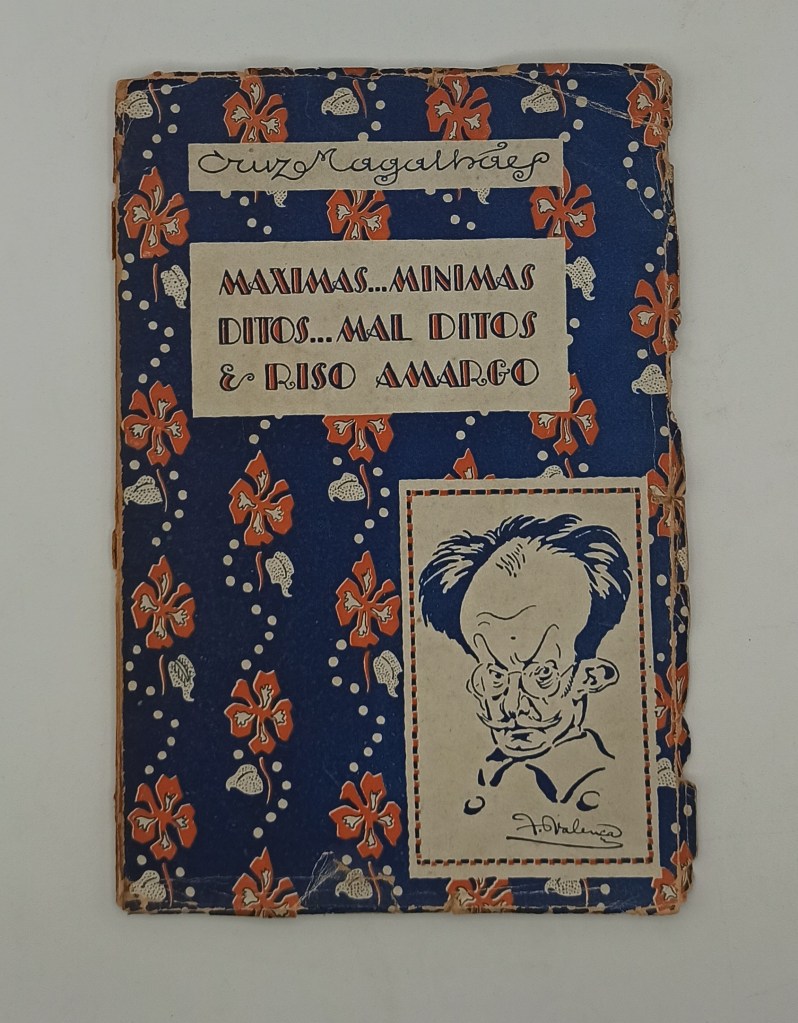 Cruz Magalhães
MAXIMAS...MINIMAS
DITOS...MAL DITOS
& RISO AMARGO
F. Valença